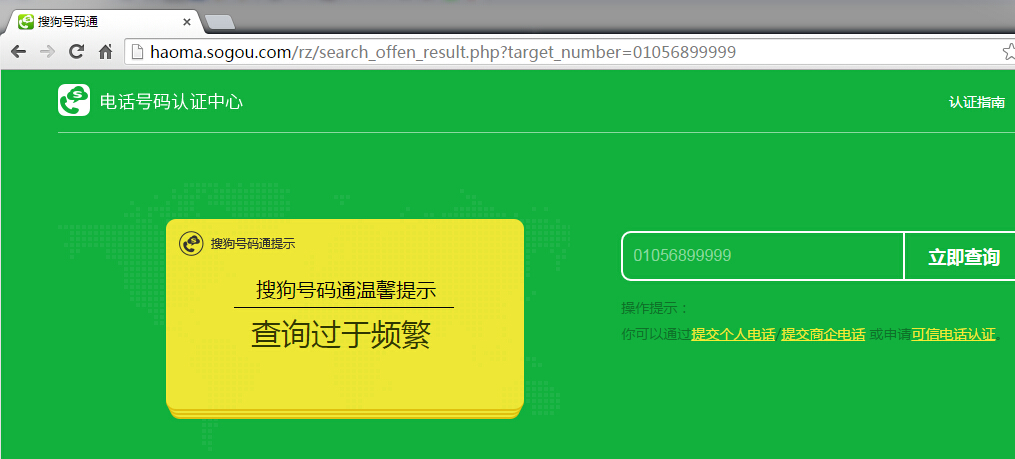 搜狗号码通
haoma.sogou.com/rz/search_offen_result.php?target_number=01056899999
电话号码认证中心
认证指南
搜狗号码通提示
搜狗号码通温馨提示
查询过于频繁
01056899999
立即查询
操作提示：
你可以通过提交个人电话/提交商企电话 或申请可信电话认证。